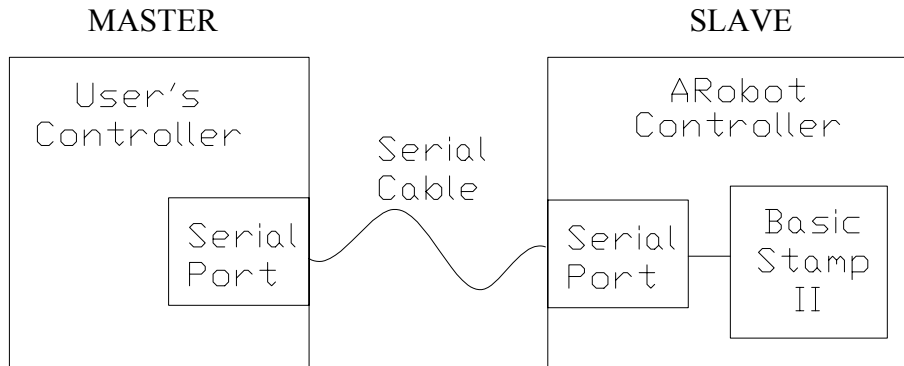 MASTER
SLAVE
User's
Controller
ARobot
Controller
Serial
Cable
Serial
Port
Serial
Port
Basic
Stamp
II